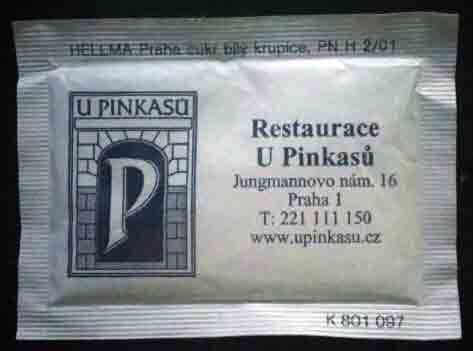 HELLMA Praha cukr bílý krupice, PN H 2/01
U PINKASŮ
P
Restaurace
U Pinkasů
Jungmannovo nám. 16
Praha 1
T: 221 111 150
www.upinkasu.cz
K 801 097